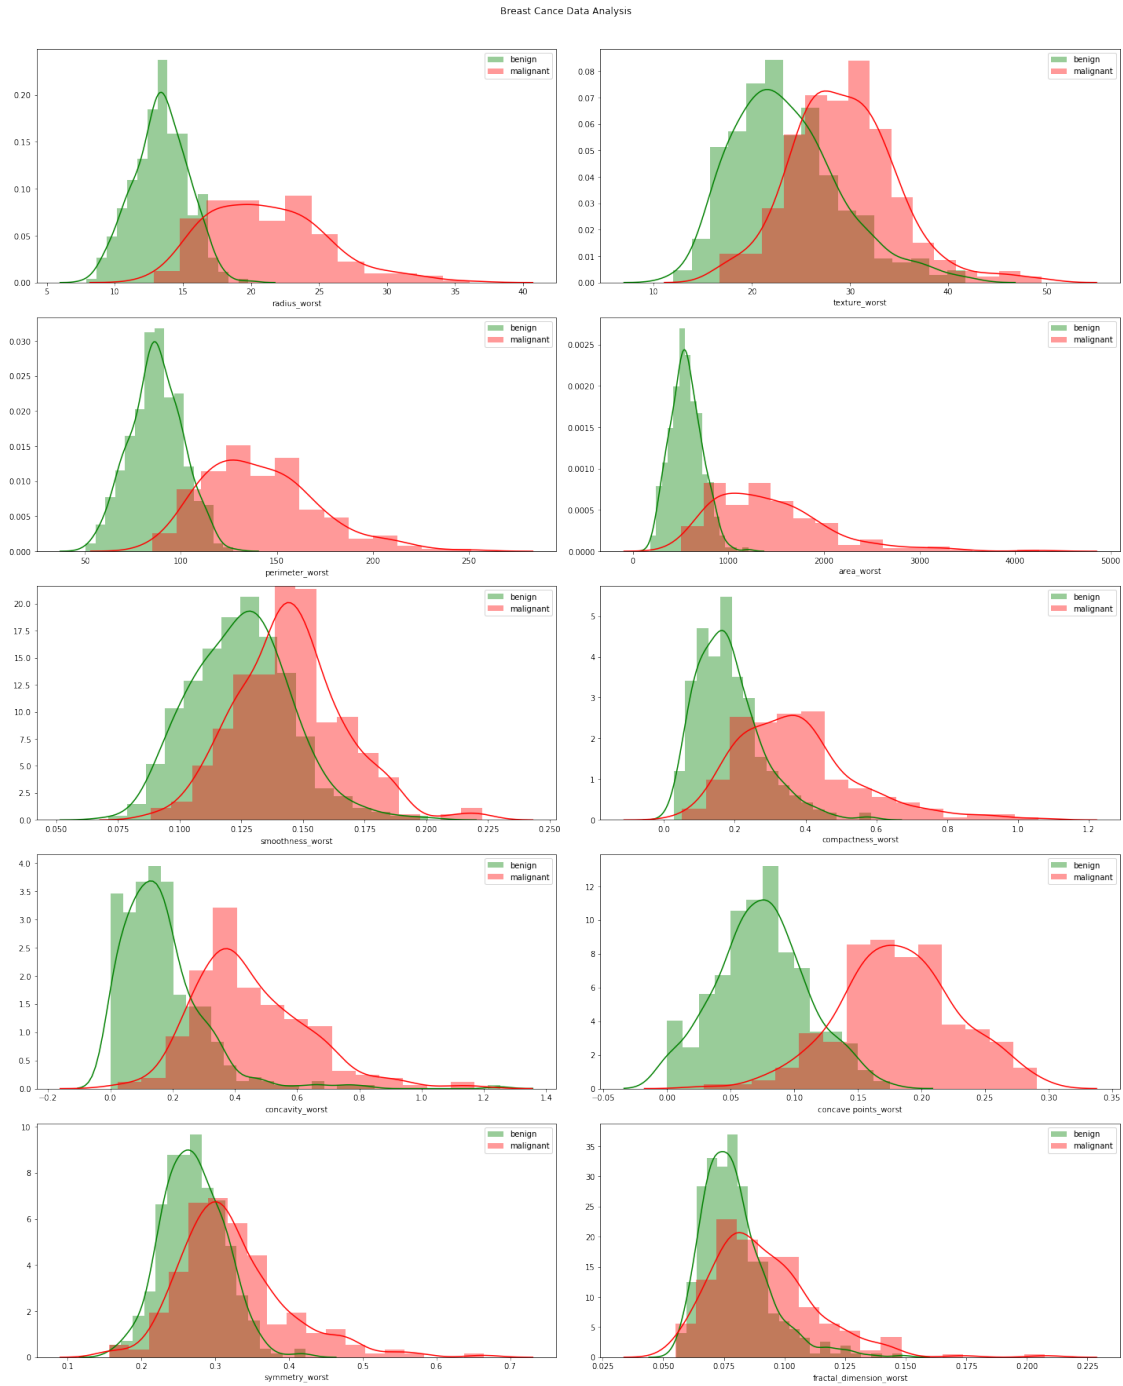 Breast Cance Data Analysis
benign
malignant
0.20
0.15
0.10
0.05
0.00
5 10 15 20 25 30 35 40
radius_worst
benign
malignant
0.08
0.07
0.06
0.05
0.04
0.03
0.02
0.01
0.00
10 20 30 40 50
texture_worst
benign
malignant
0.030
0.025
0.020
0.015
0.010
0.005
0.000
50 100 150 200 250
perimeter_worst
benign
malignant
0.0025
0.0020
0.0015
0.0010
0.0005
0.0000
0 1000 2000 3000 4000 5000
area_worst
benign
malignant
20.0
17.5
15.0
12.5
10.0
7.5
5.0
2.5
0.0
0.050 0.075 0.100 0.125 0.150 0.175 0.200 0.225 0.250
smoothness_worst
benign
malignant
5
4
3
2
1
0
0.0 0.2 0.4 0.6 0.8 1.0 1.2
compactness_worst
benign
malignant
4.0
3.5
3.0
2.5
2.0
1.5
1.0
0.5
0.0
−0.2 0.0 0.2 0.4 0.6 0.8 1.0 1.2 1.4
concavity_worst
benign
malignant
12
10
8
6
4
2
0
−0.05 0.00 0.05 0.10 0.15 0.20 0.25 0.30 0.35
concave points_worst
benign
malignant
10
8
6
4
2
0
0.1 0.2 0.3 0.4 0.5 0.6 0.7
symmetry_worst
benign
malignant
35
30
25
20
15
10
5
0
0.025 0.050 0.075 0.100 0.125 0.150 0.175 0.200 0.225
fractal_dimension_worst